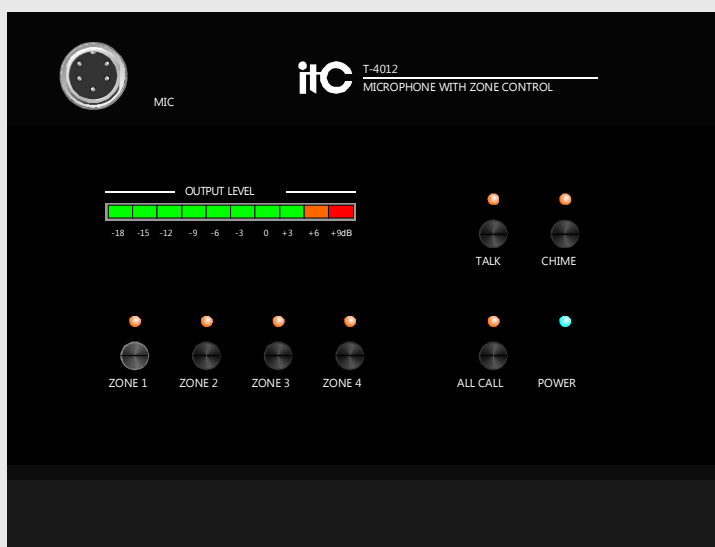 itC
T-4012
MICROPHONE WITH ZONE CONTROL
MIC
OUTPUT LEVEL
-18 -15 -12 -9 -6 -3 0 +3 +6 +9dB
TALK CHIME
ZONE 1 ZONE 2 ZONE 3 ZONE 4 ALL CALL POWER